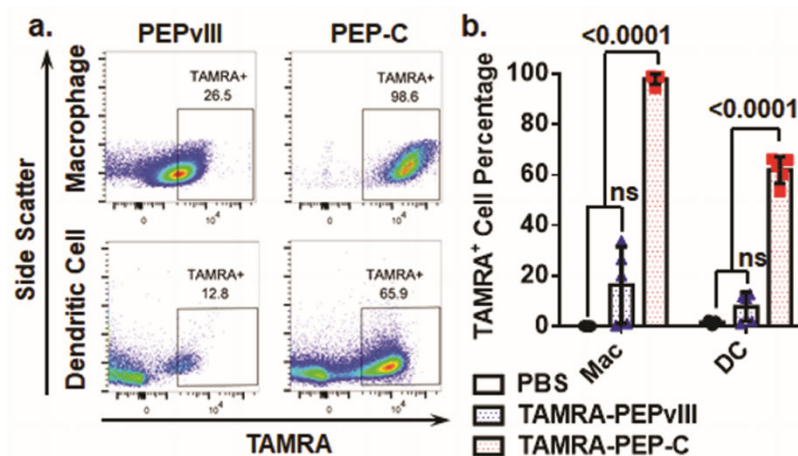 a.
PEPvIII
PEP-C
Macrophage
TAMRA+
26.5
TAMRA+
98.6
0
10⁴
0
10⁴
Side Scatter
Dendritic Cell
TAMRA+
12.8
TAMRA+
65.9
0
10⁴
0
10⁴
TAMRA
b.
<0.0001
<0.0001
ns
ns
TAMRA⁺ Cell Percentage
100
80
60
40
20
0
Mac
DC
PBS
TAMRA-PEPvIII
TAMRA-PEP-C